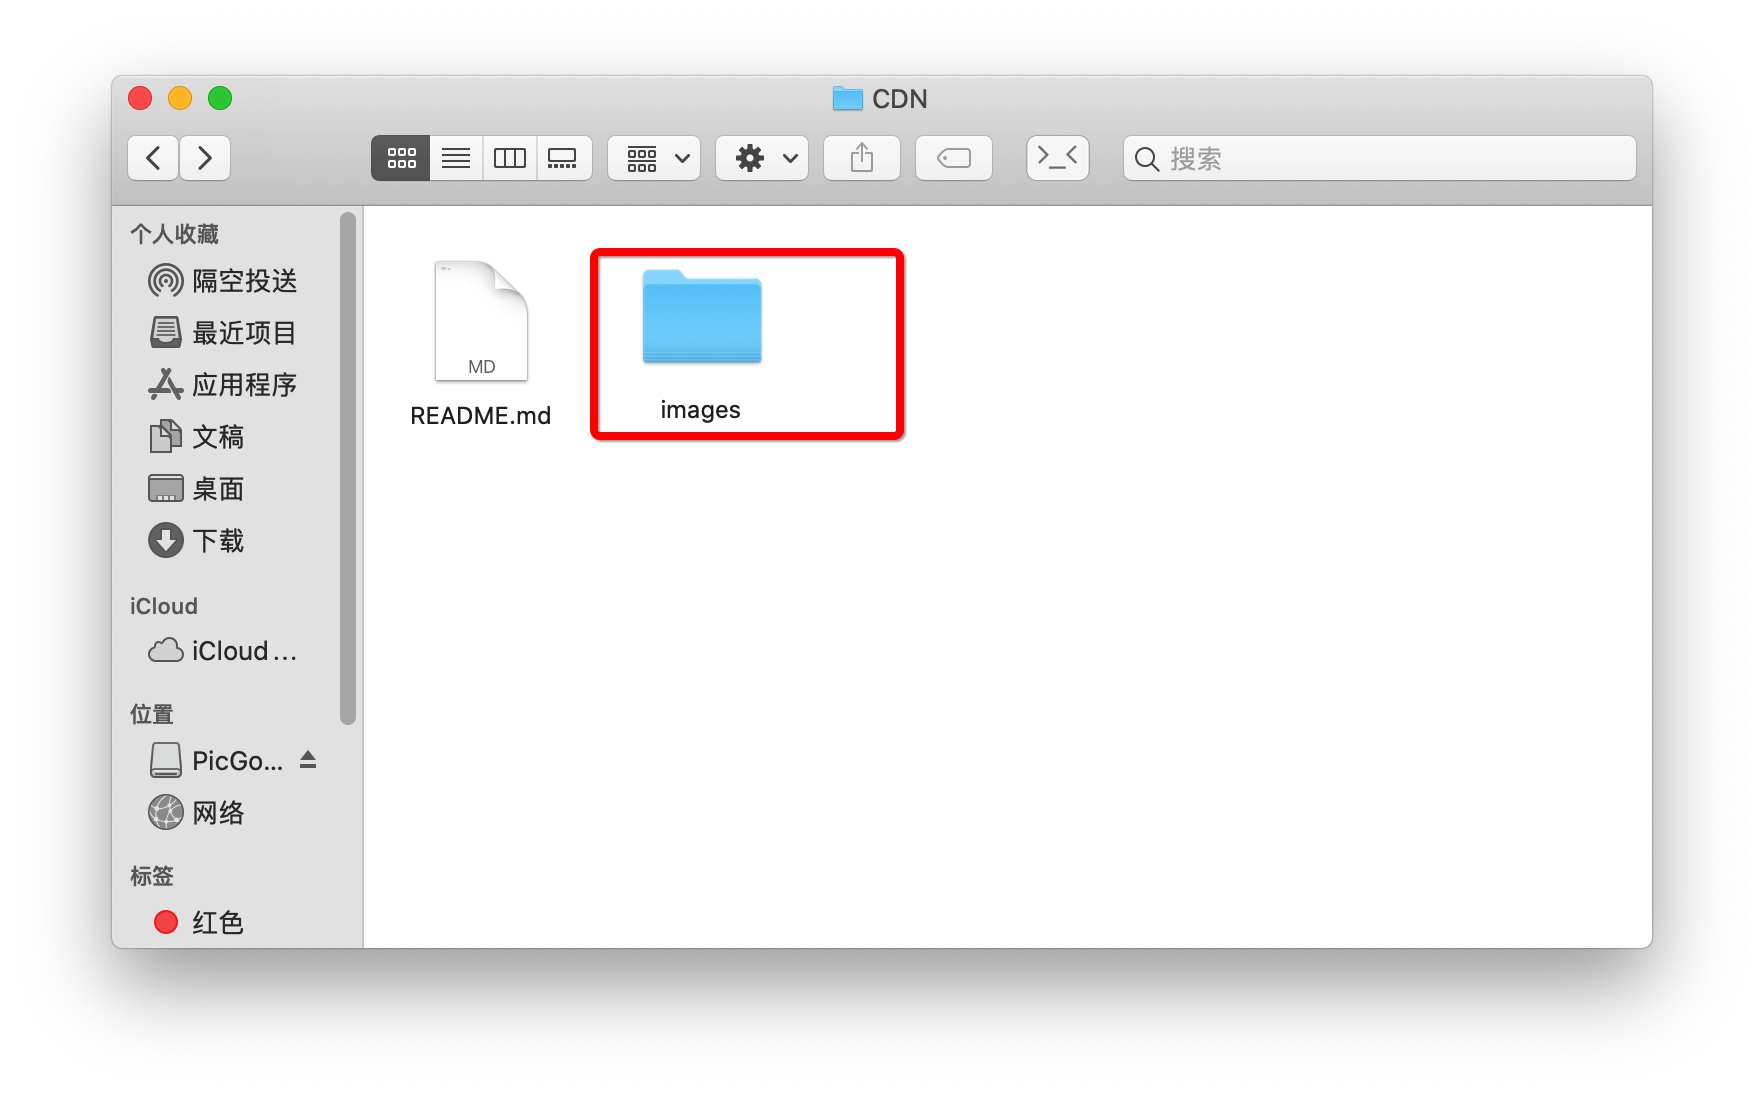 CDN
搜索
个人收藏
隔空投送
最近项目
应用程序
文稿
桌面
下载
iCloud
iCloud ...
位置
PicGo...
网络
标签
红色
MD
README.md
images